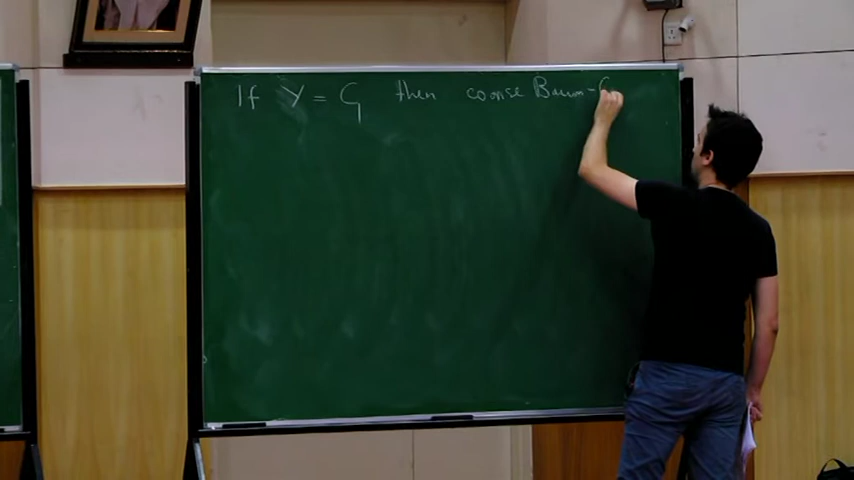 If Y = G then coarse Baum-C